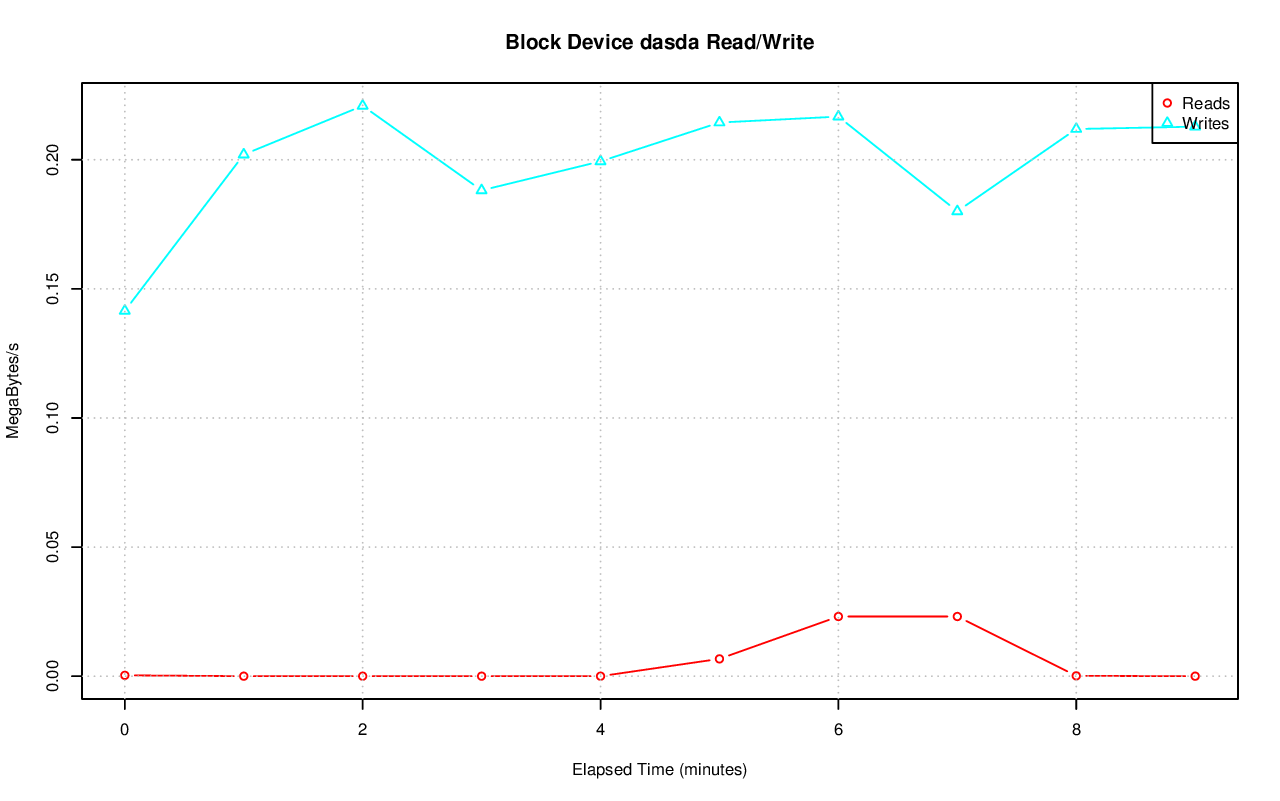 Block Device dasda Read/Write
Reads
Writes
MegaBytes/s
0.20
0.15
0.10
0.05
0.00
0 2 4 6 8
Elapsed Time (minutes)